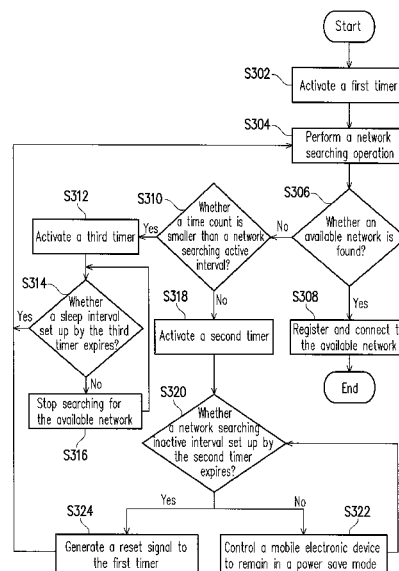 Start
S302
Activate a first timer
S304
Perform a network
searching operation
S306
Whether an
available network
is found?
No
Yes
S308
Register and connect to
the available network
End
S310
Whether
a time count is
smaller than a network
searching active
interval?
Yes
No
S312
Activate a third timer
S314
Whether
a sleep interval
set up by the third
timer expires?
Yes
No
Stop searching for
the available network
S316
S318
Activate a second timer
S320
Whether
a network searching
inactive interval set up by
the second timer
expires?
Yes
No
S324
Generate a reset signal to
the first timer
S322
Control a mobile electronic device
to remain in a power save mode